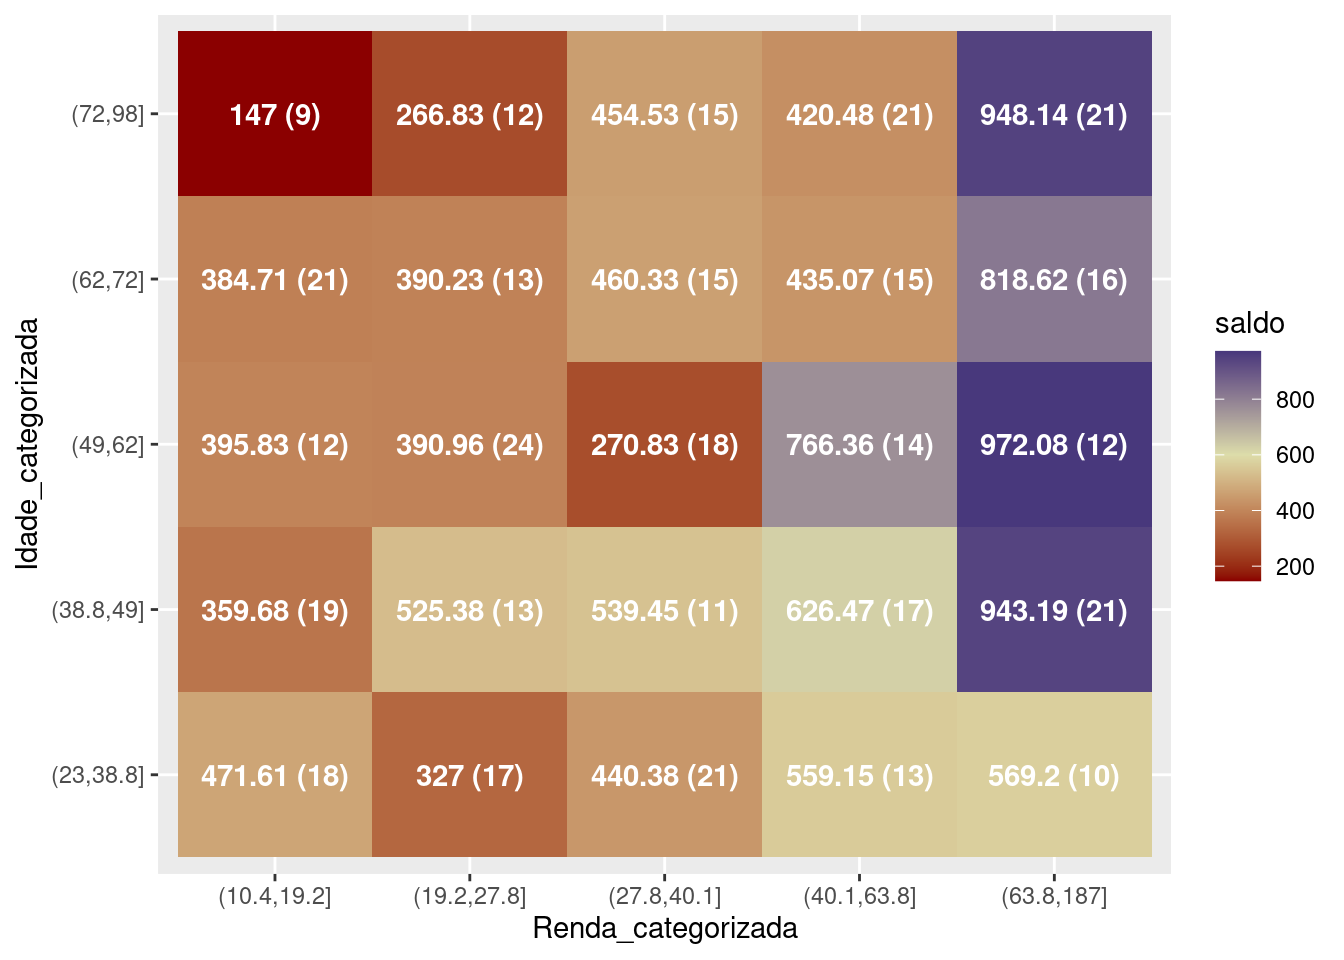 (72,98] 147 (9) 266.83 (12) 454.53 (15) 420.48 (21) 948.14 (21)
(62,72] 384.71 (21) 390.23 (13) 460.33 (15) 435.07 (15) 818.62 (16)
(49,62] 395.83 (12) 390.96 (24) 270.83 (18) 766.36 (14) 972.08 (12)
(38.8,49] 359.68 (19) 525.38 (13) 539.45 (11) 626.47 (17) 943.19 (21)
(23,38.8] 471.61 (18) 327 (17) 440.38 (21) 559.15 (13) 569.2 (10)
(10.4,19.2] (19.2,27.8] (27.8,40.1] (40.1,63.8] (63.8,187]
Renda_categorizada
Idade_categorizada
saldo
800
600
400
200